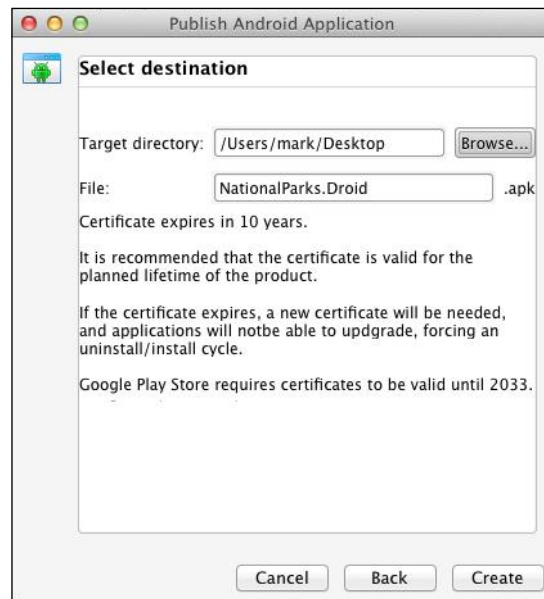 Publish Android Application
Select destination
Target directory: /Users/mark/Desktop Browse...
File: NationalParks.Droid .apk
Certificate expires in 10 years.
It is recommended that the certificate is valid for the
planned lifetime of the product.
If the certificate expires, a new certificate will be needed,
and applications will notbe able to updgrade, forcing an
uninstall/install cycle.
Google Play Store requires certificates to be valid until 2033.
Cancel Back Create